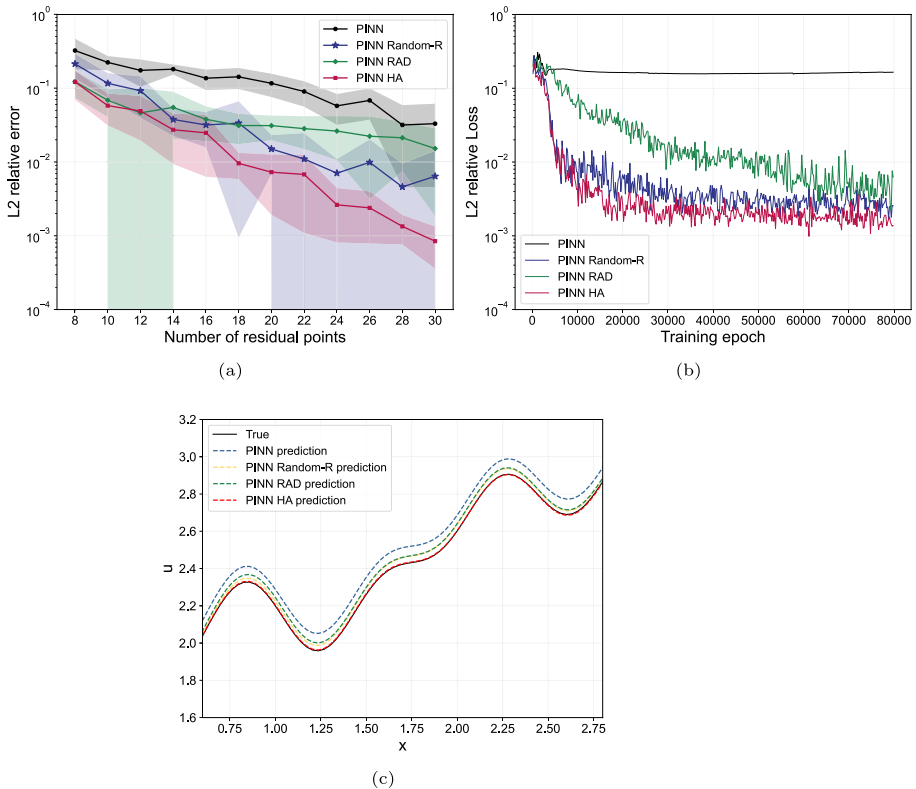 10⁰
10⁻¹
10⁻²
10⁻³
10⁻⁴
L2 relative error
PINN
PINN Random-R
PINN RAD
PINN HA
8 10 12 14 16 18 20 22 24 26 28 30
Number of residual points
(a)
10⁰
10⁻¹
10⁻²
10⁻³
10⁻⁴
L2 relative Loss
PINN
PINN Random-R
PINN RAD
PINN HA
0 10000 20000 30000 40000 50000 60000 70000 80000
Training epoch
(b)
3.2
3.0
2.8
2.6
2.4
2.2
2.0
1.8
1.6
u
True
PINN prediction
PINN Random-R prediction
PINN RAD prediction
PINN HA prediction
0.75 1.00 1.25 1.50 1.75 2.00 2.25 2.50 2.75
x
(c)